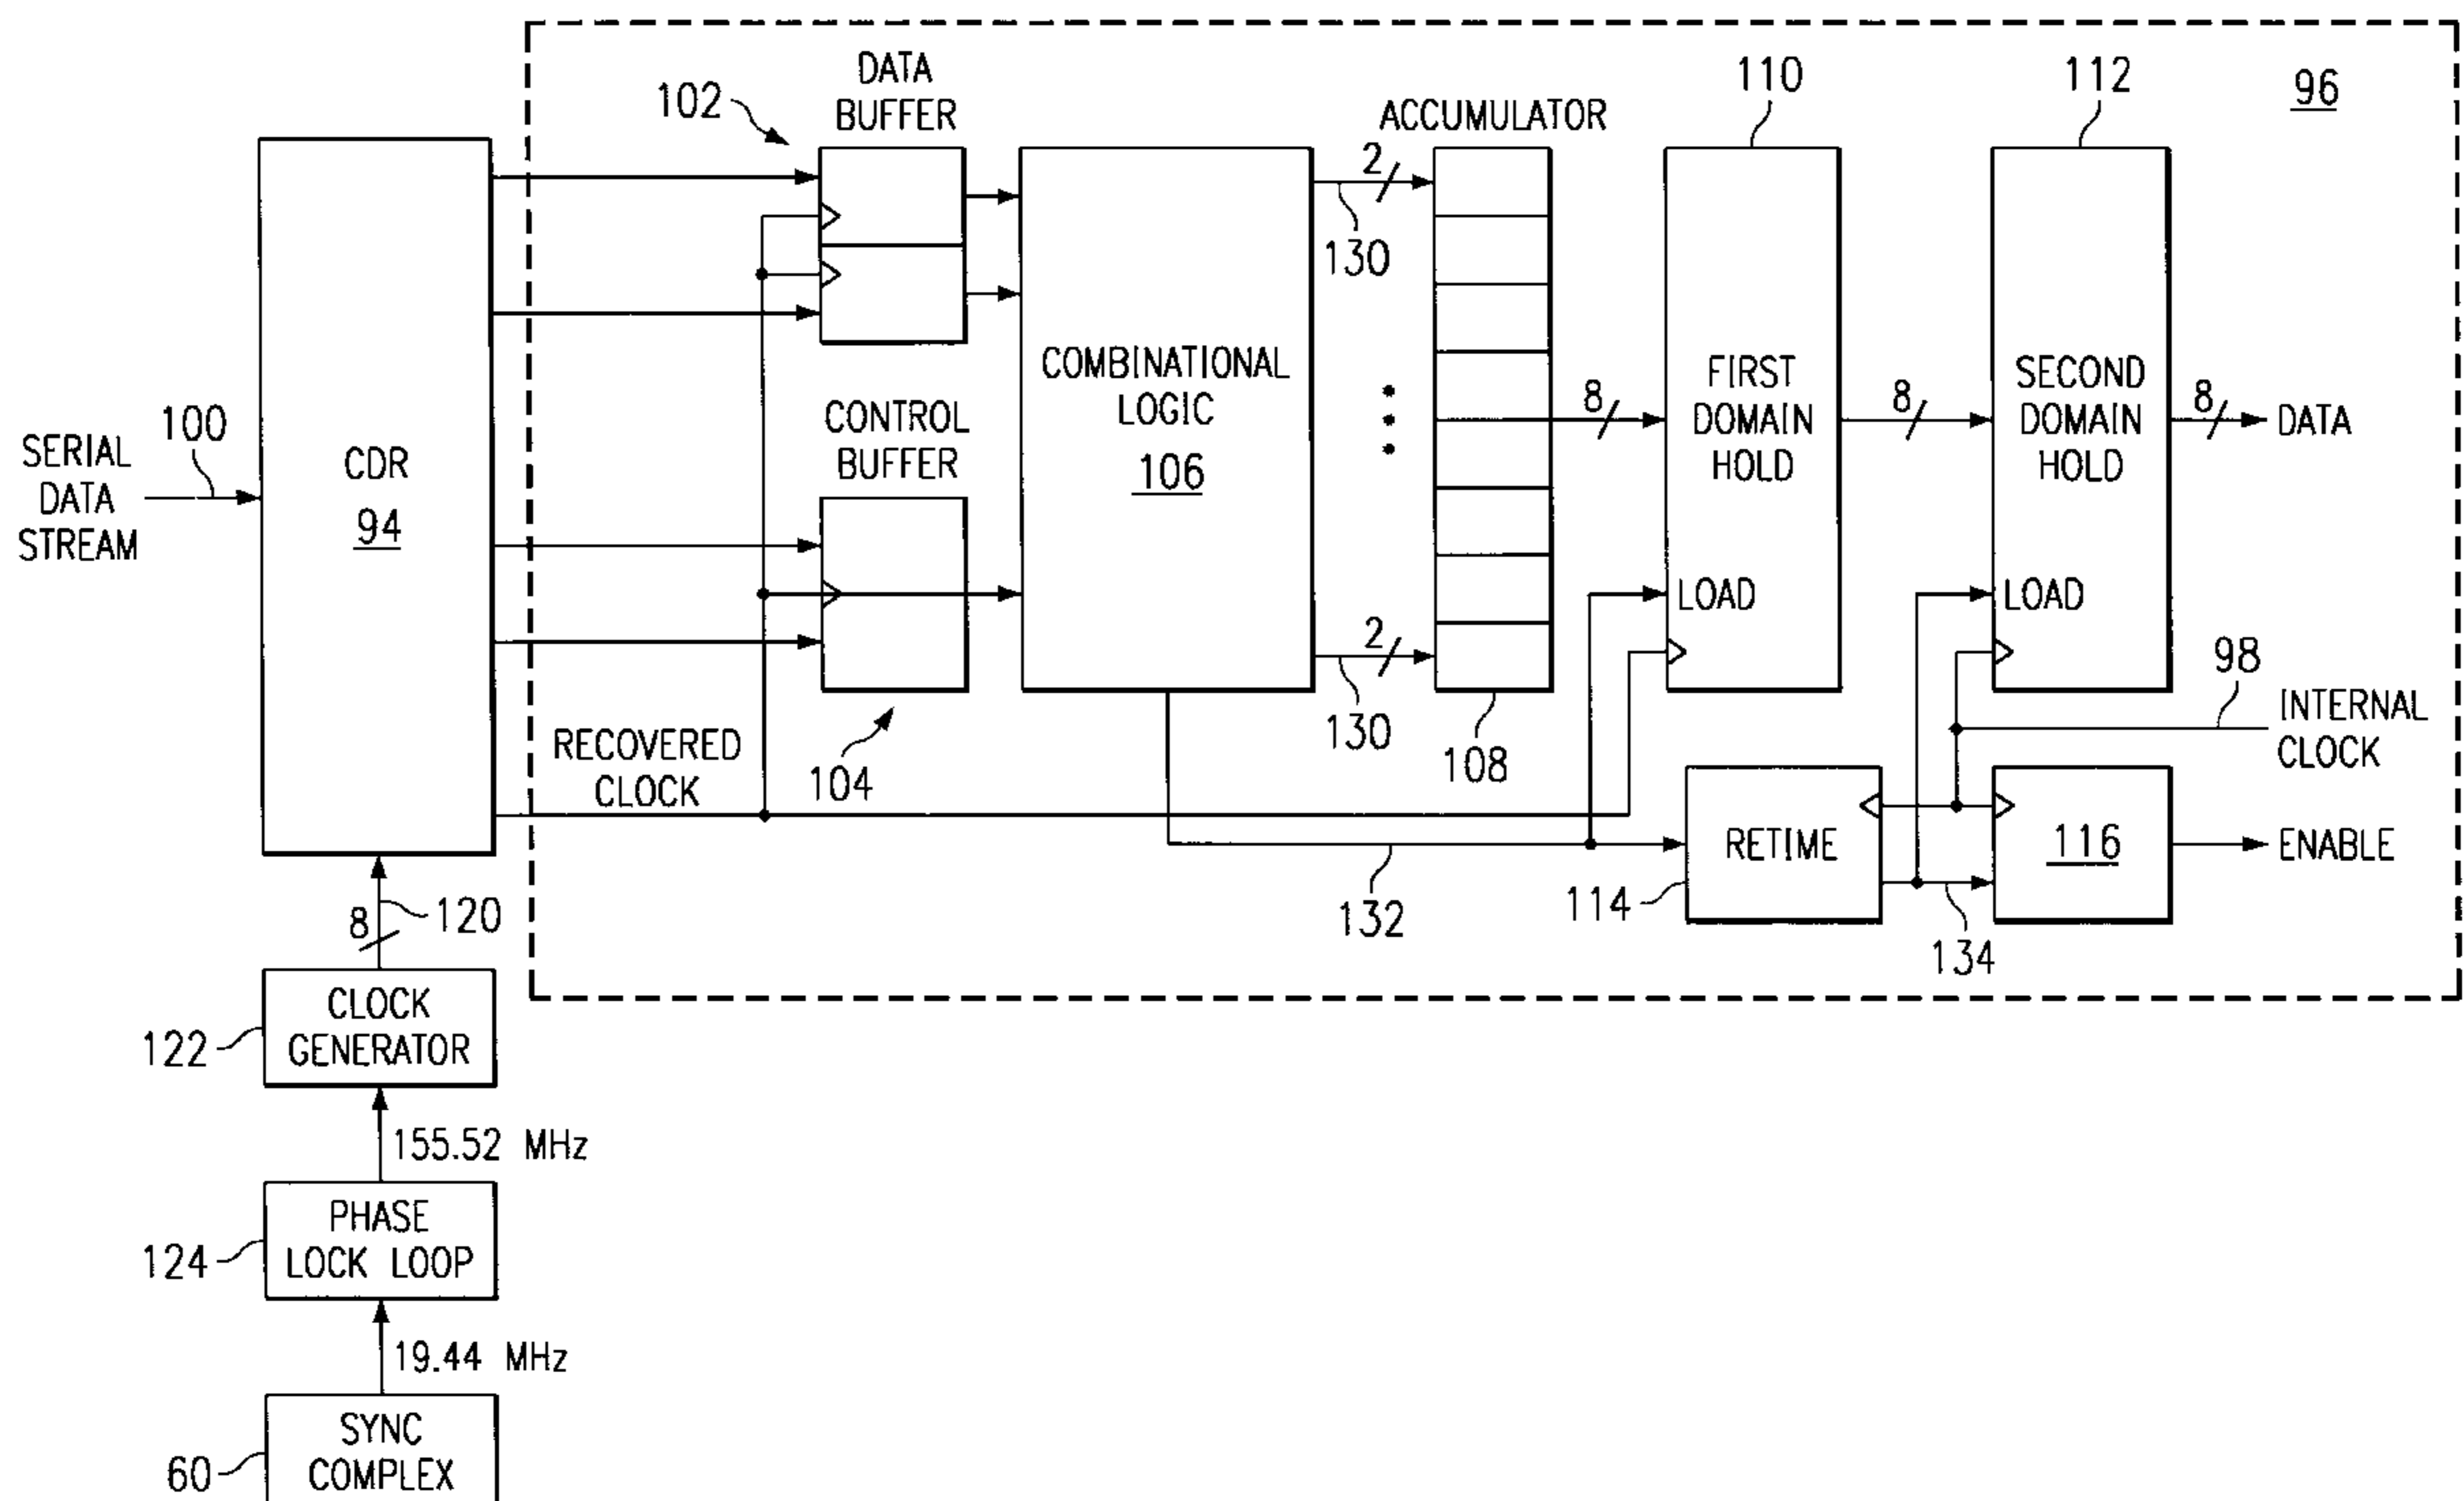 DATA
BUFFER
102
ACCUMULATOR
110
112
96
2
130
SERIAL
DATA
STREAM
100
CDR
94
CONTROL
BUFFER
COMBINATIONAL
LOGIC
106
8
FIRST
DOMAIN
HOLD
8
SECOND
DOMAIN
HOLD
8
DATA
LOAD
LOAD
2
130
108
98
INTERNAL
CLOCK
RECOVERED
CLOCK
104
RETIME
114
116
ENABLE
132
134
8
120
CLOCK
GENERATOR
122
155.52 MHz
PHASE
LOCK LOOP
124
19.44 MHz
SYNC
COMPLEX
60